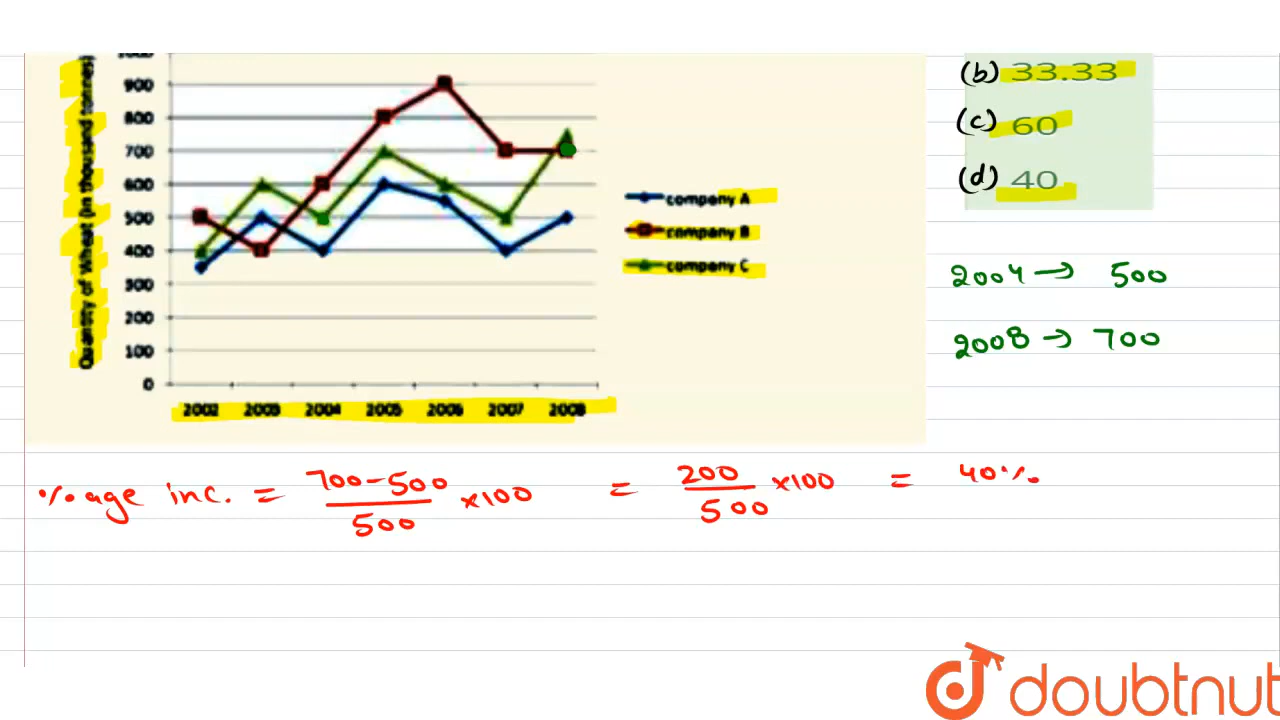 1000
900
800
700
600
500
400
300
200
100
0
Quantity of Wheat (in thousand tonnes)
2002 2003 2004 2005 2006 2007 2008
company A
company B
company C
(b) 33.33
(c) 60
(d) 40
2004 → 500
2008 → 700
%age inc. = 700-500/500 ×100 = 200/500 ×100 = 40%
doubtnut